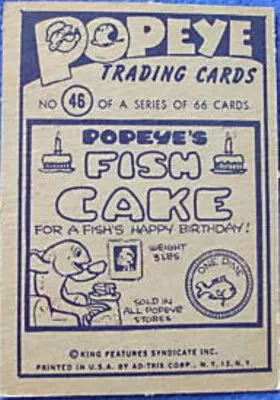 POPEYE
TRADING CARDS
NO 46 OF A SERIES OF 66 CARDS
POPEYE'S
FISH
CAKE
FOR A FISH'S HAPPY BIRTHDAY!
WEIGHT
3 LBS.
ONE DIME
SOLD IN
ALL POPEYE
STORES
© KING FEATURES SYNDICATE INC.
PRINTED IN U.S.A. BY AD-TRIX CORP., N.Y. 13, N.Y.